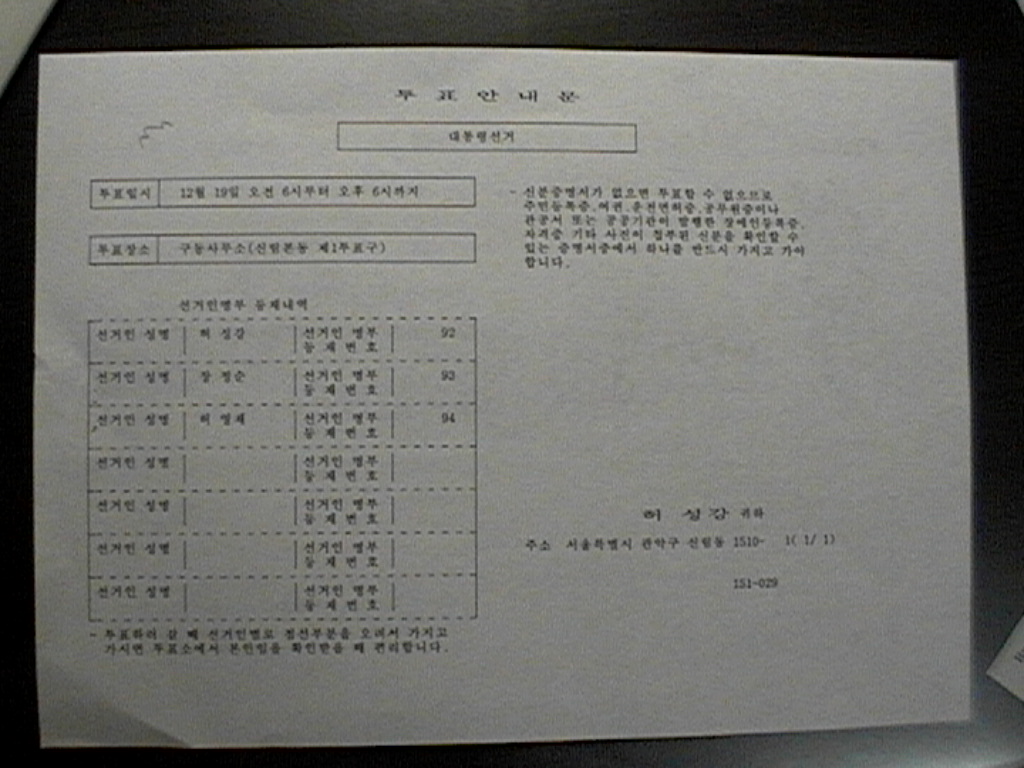 투 표 안 내 문
대통령선거
투표일시 12월 19일 오전 6시부터 오후 6시까지
투표장소 구동사무소(신림본동 제1투표구)
선거인명부 등재내역
선거인 성명 허 성강 선거인 명부 92
등 재 번 호
선거인 성명 장 정순 선거인 명부 93
등 재 번 호
선거인 성명 허 영재 선거인 명부 94
등 재 번 호
선거인 성명 선거인 명부
등 재 번 호
선거인 성명 선거인 명부
등 재 번 호
선거인 성명 선거인 명부
등 재 번 호
선거인 성명 선거인 명부
등 재 번 호
- 투표하러 갈 때 선거인별로 점선부분을 오려서 가지고
가시면 투표소에서 본인임을 확인받을 때 편리합니다.
- 신분증명서가 없으면 투표할 수 없으므로
주민등록증,여권,운전면허증,공무원증이나
관공서 또는 공공기관이 발행한 장애인등록증,
자격증 기타 사진이 첩부된 신분을 확인할 수
있는 증명서중에서 하나를 반드시 가지고 가야
합니다.
허 성강 귀하
주소 서울특별시 관악구 신림동 1510- 1( 1/ 1)
151-029